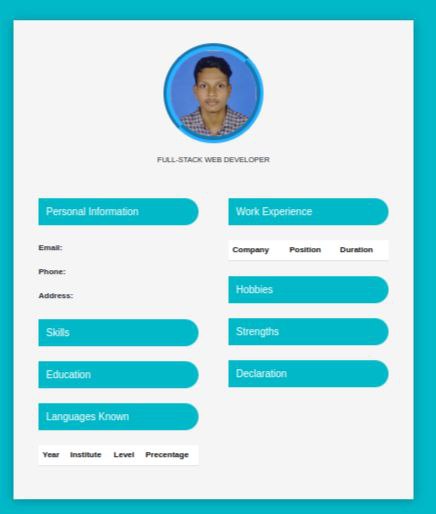 FULL-STACK WEB DEVELOPER
Personal Information
Email:
Phone:
Address:
Skills
Education
Languages Known
Year Institute Level Precentage
Work Experience
Company Position Duration
Hobbies
Strengths
Declaration